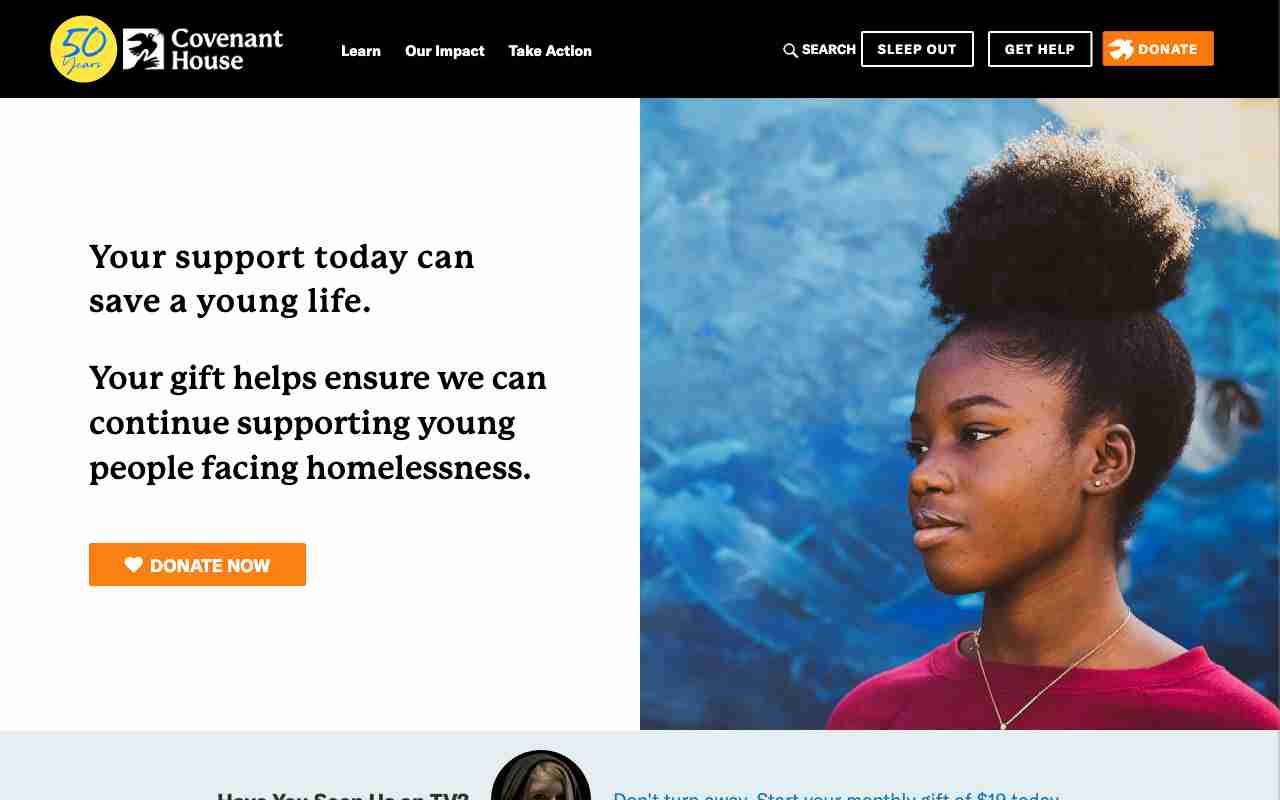 50
Years
Covenant
House
Learn
Our Impact
Take Action
SEARCH
SLEEP OUT
GET HELP
DONATE
Your support today can
save a young life.
Your gift helps ensure we can
continue supporting young
people facing homelessness.
DONATE NOW
Have You Seen Us on TV?
Don't turn away. Start your monthly gift of $19 today.